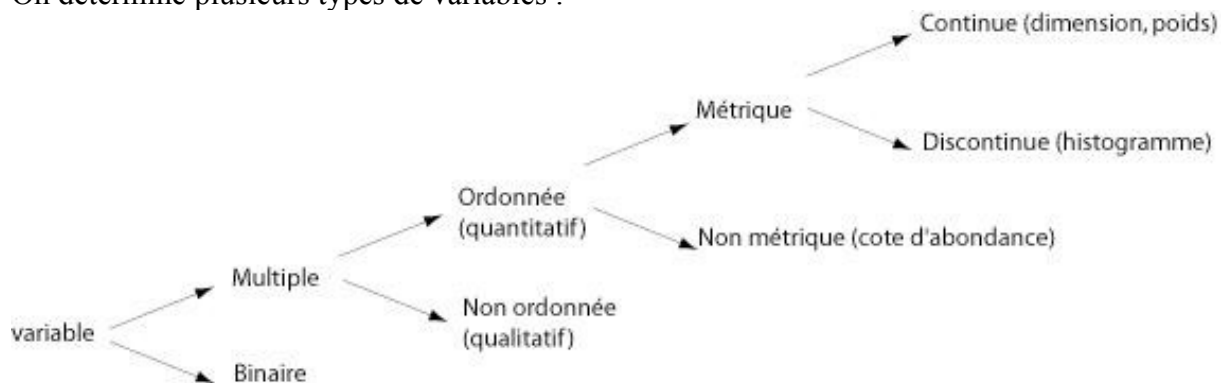 On détermine plusieurs types de variables :
Continue (dimension, poids)
Métrique
Discontinue (histogramme)
Ordonnée
(quantitatif)
Non métrique (cote d'abondance)
Multiple
Non ordonnée
(qualitatif)
variable
Binaire